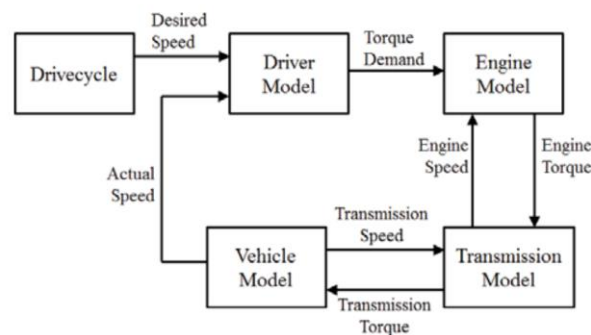 Desired
Speed
Drivecycle
Driver
Model
Torque
Demand
Engine
Model
Actual
Speed
Engine
Speed
Engine
Torque
Vehicle
Model
Transmission
Speed
Transmission
Model
Transmission
Torque